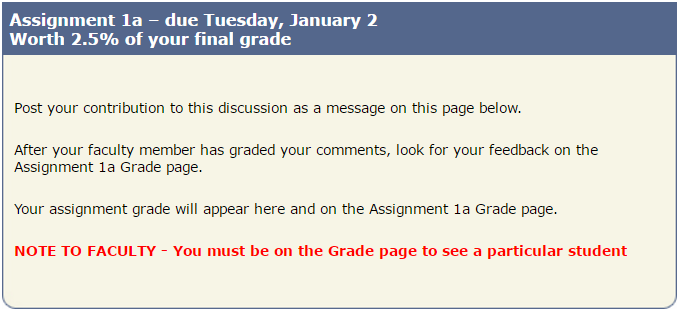 Assignment 1a – due Tuesday, January 2
Worth 2.5% of your final grade
Post your contribution to this discussion as a message on this page below.
After your faculty member has graded your comments, look for your feedback on the
Assignment 1a Grade page.
Your assignment grade will appear here and on the Assignment 1a Grade page.
NOTE TO FACULTY - You must be on the Grade page to see a particular student